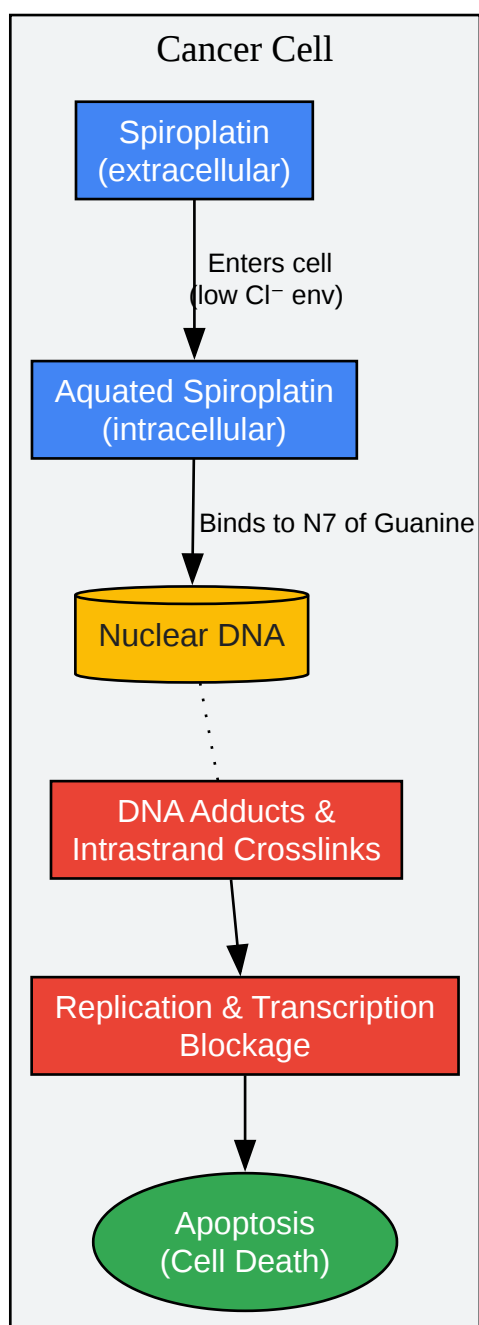 Cancer Cell
Spiroplatin
(extracellular)
Enters cell
(low Cl⁻ env)
Aquated Spiroplatin
(intracellular)
Binds to N7 of Guanine
Nuclear DNA
DNA Adducts &
Intrastrand Crosslinks
Replication & Transcription
Blockage
Apoptosis
(Cell Death)